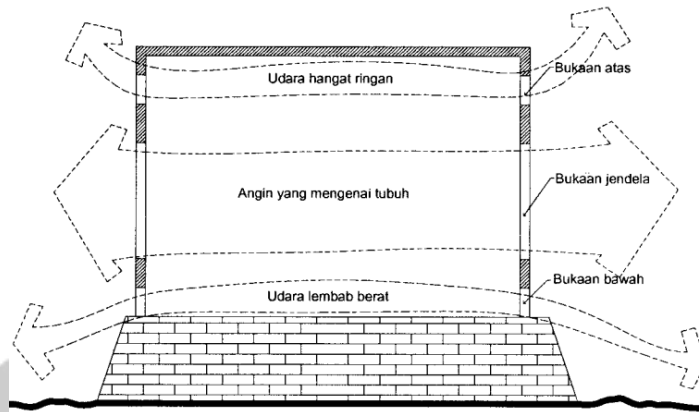 Udara hangat ringan
Bukaan atas
Bukaan jendela
Angin yang mengenai tubuh
Bukaan bawah
Udara lembab berat